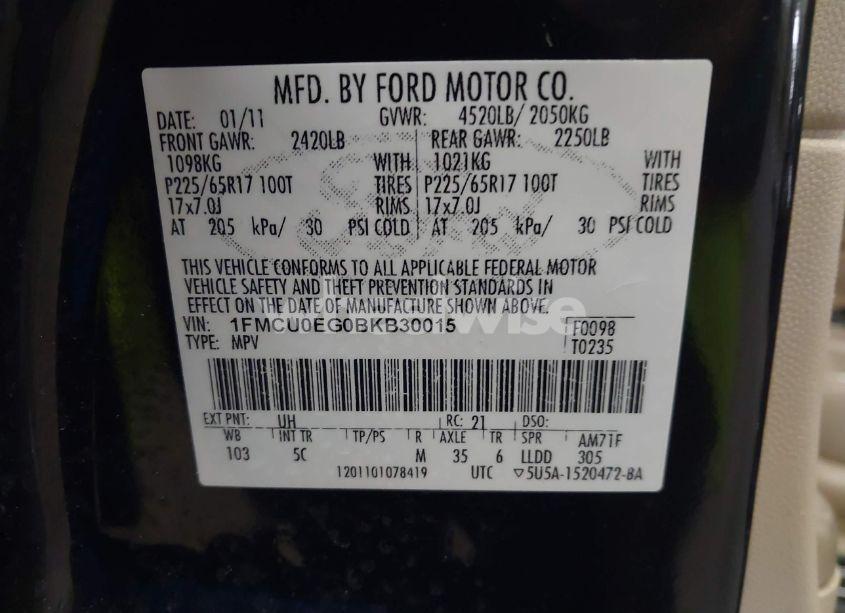 MFD. BY FORD MOTOR CO.
DATE: 01/11 GVWR: 4520LB/ 2050KG
FRONT GAWR: 2420LB REAR GAWR: 2250LB
1098KG WITH 1021KG WITH
P225/65R17 100T TIRES P225/65R17 100T TIRES
17x7.0J RIMS 17x7.0J RIMS
AT 205 kPa/ 30 PSI COLD AT 205 kPa/ 30 PSI COLD
THIS VEHICLE CONFORMS TO ALL APPLICABLE FEDERAL MOTOR
VEHICLE SAFETY AND THEFT PREVENTION STANDARDS IN
EFFECT ON THE DATE OF MANUFACTURE SHOWN ABOVE.
VIN: 1FMCU0EG0BKB30015 F0098
TYPE: MPV T0235
EXT PNT: UH RC: 21 DSO:
WB INT TR TP/PS R AXLE TR SPR AM71F
103 5C M 35 6 LLDD 305
1201101078419 UTC ▽5U5A-1520472-BA